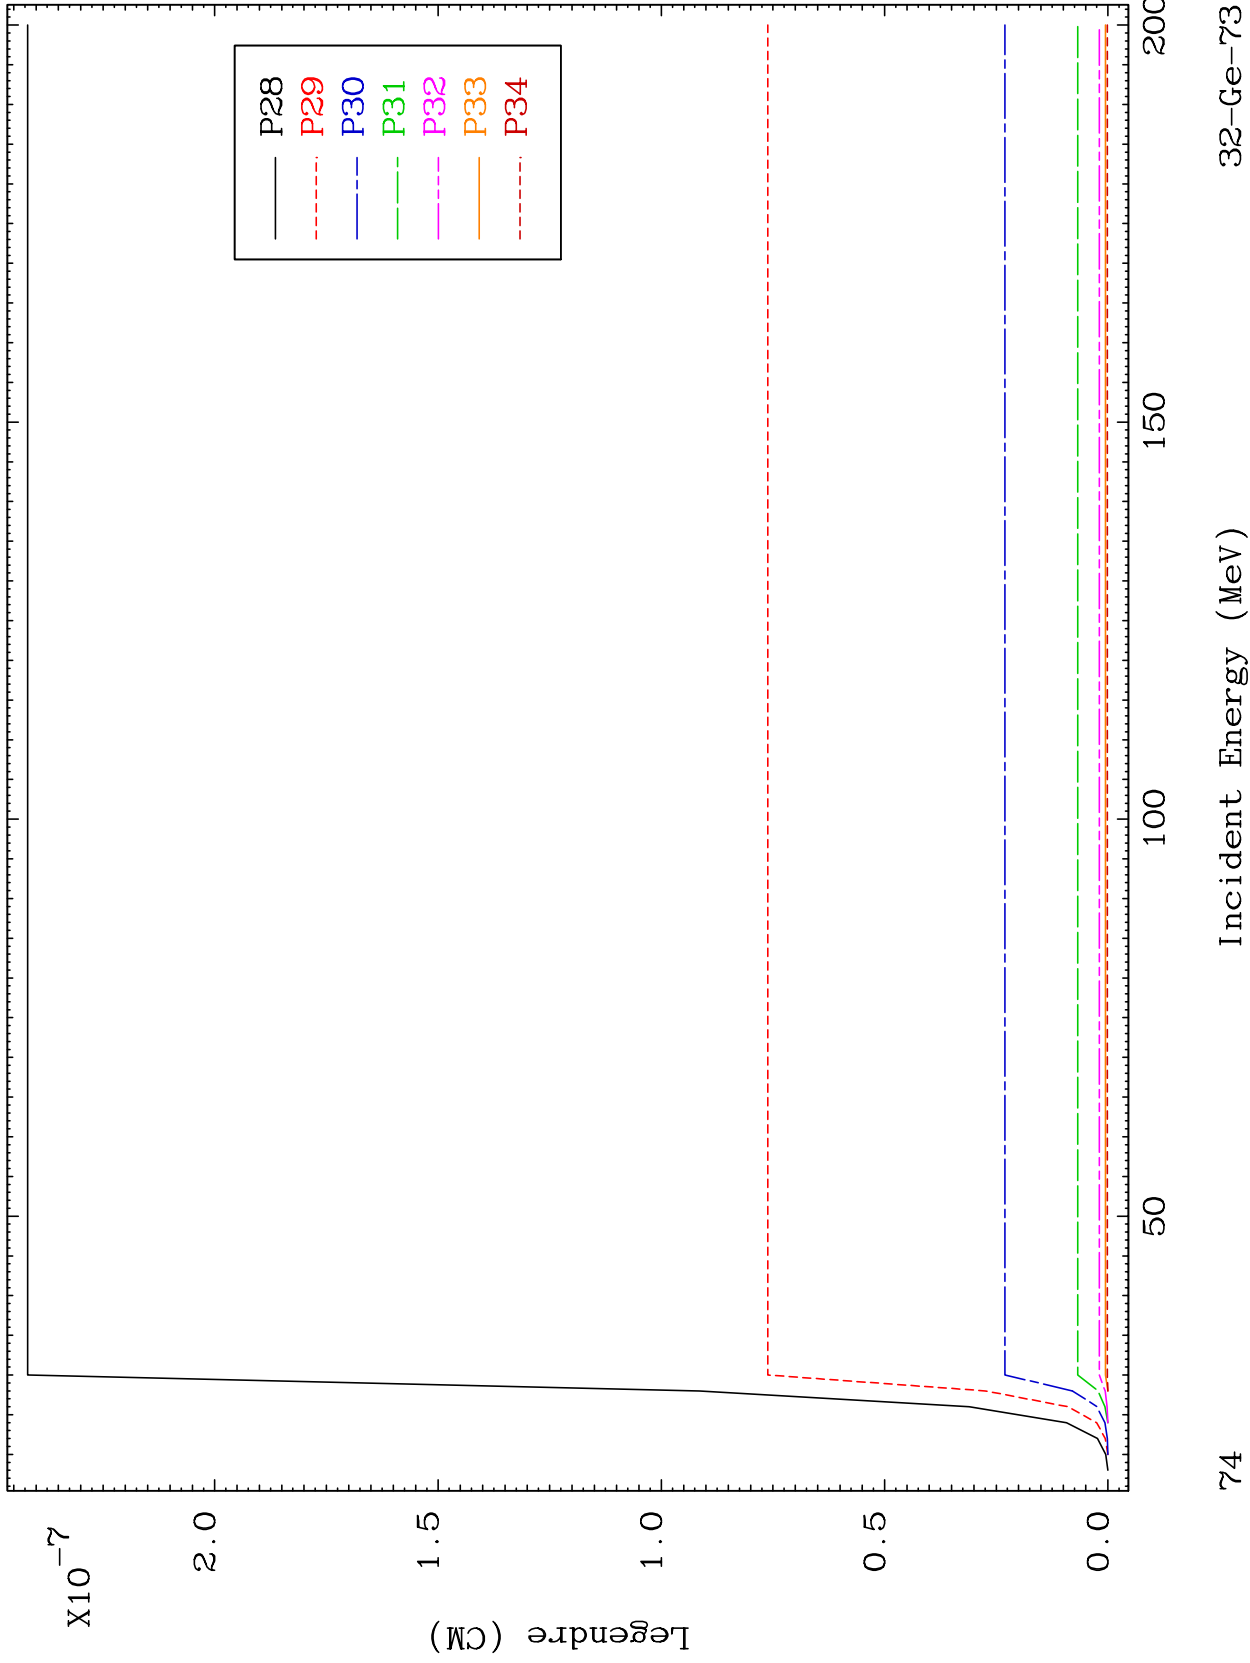 X10-7
2.0
1.5
1.0
0.5
0.0
Legendre (CM)
P28
P29
P30
P31
P32
P33
P34
50
100
150
200
Incident Energy (MeV)
74
32-Ge-73